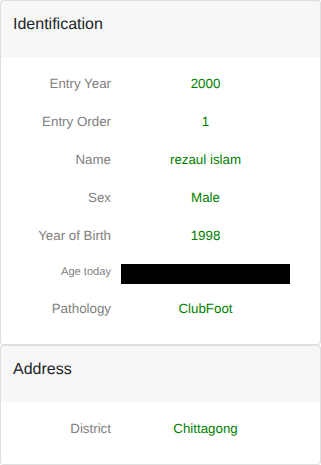 Identification
Entry Year 2000
Entry Order 1
Name rezaul islam
Sex Male
Year of Birth 1998
Age today
Pathology ClubFoot
Address
District Chittagong